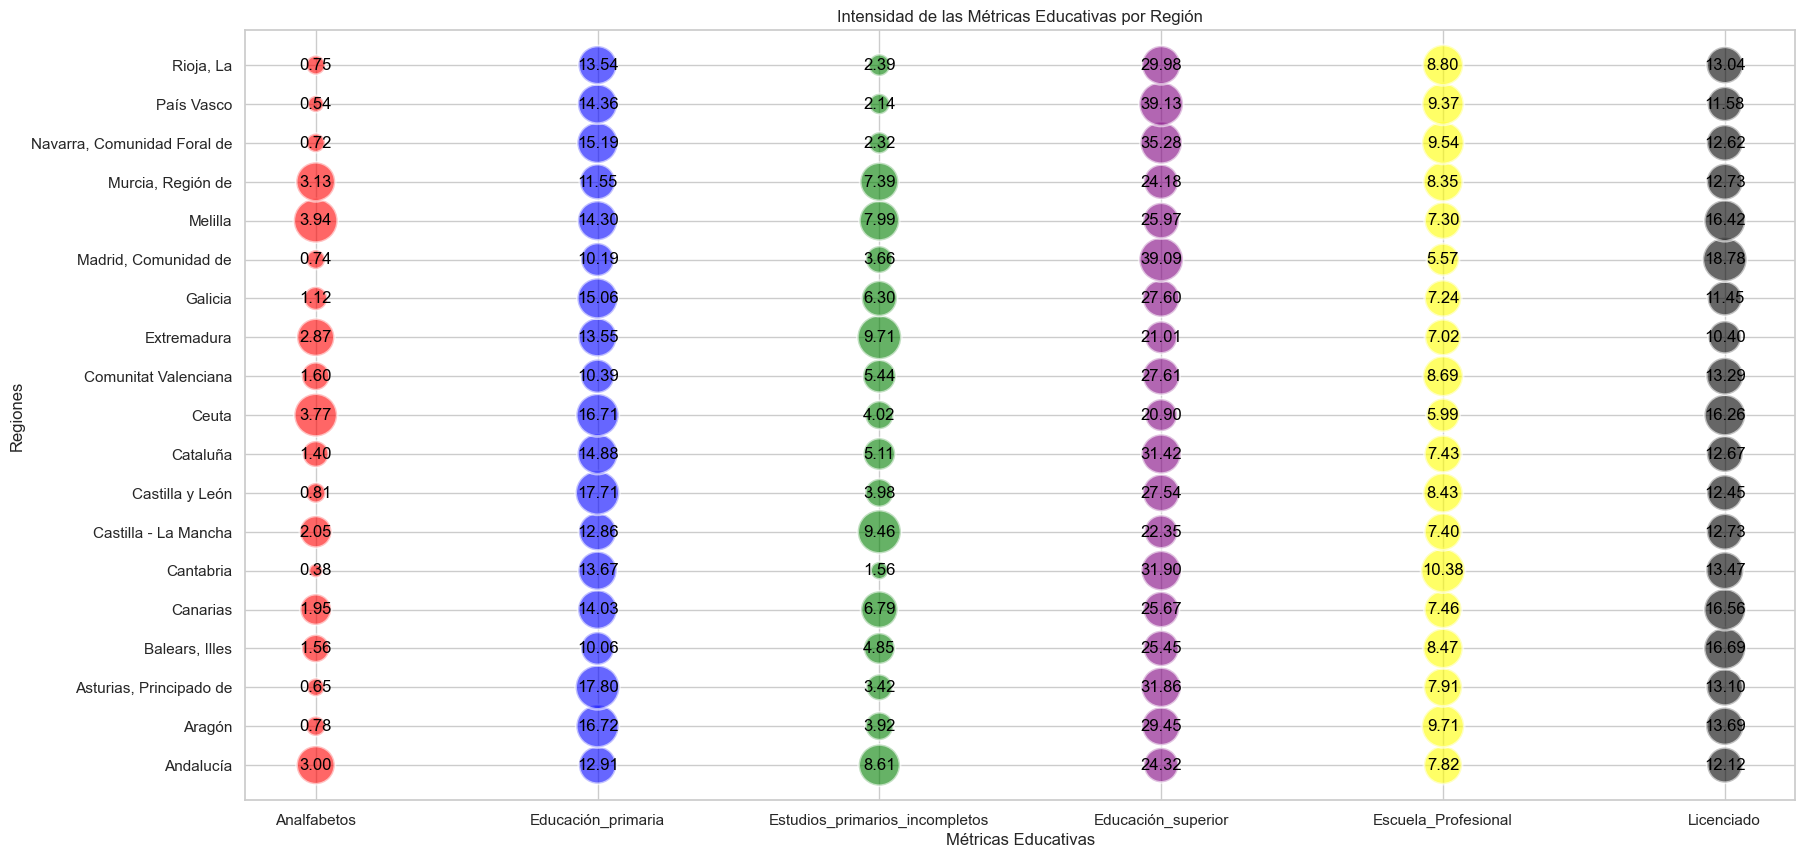 Intensidad de las Métricas Educativas por Región
Regiones
Rioja, La 0.75 13.54 2.39 29.98 8.80 13.04
País Vasco 0.54 14.36 2.14 39.13 9.37 11.58
Navarra, Comunidad Foral de 0.72 15.19 2.32 35.28 9.54 12.62
Murcia, Región de 3.13 11.55 7.39 24.18 8.35 12.73
Melilla 3.94 14.30 7.99 25.97 7.30 16.42
Madrid, Comunidad de 0.74 10.19 3.66 39.09 5.57 18.78
Galicia 1.12 15.06 6.30 27.60 7.24 11.45
Extremadura 2.87 13.55 9.71 21.01 7.02 10.40
Comunitat Valenciana 1.60 10.39 5.44 27.61 8.69 13.29
Ceuta 3.77 16.71 4.02 20.90 5.99 16.26
Cataluña 1.40 14.88 5.11 31.42 7.43 12.67
Castilla y León 0.81 17.71 3.98 27.54 8.43 12.45
Castilla - La Mancha 2.05 12.86 9.46 22.35 7.40 12.73
Cantabria 0.38 13.67 1.56 31.90 10.38 13.47
Canarias 1.95 14.03 6.79 25.67 7.46 16.56
Balears, Illes 1.56 10.06 4.85 25.45 8.47 16.69
Asturias, Principado de 0.65 17.80 3.42 31.86 7.91 13.10
Aragón 0.78 16.72 3.92 29.45 9.71 13.69
Andalucía 3.00 12.91 8.61 24.32 7.82 12.12
Analfabetos Educación_primaria Estudios_primarios_incompletos Educación_superior Escuela_Profesional Licenciado
Métricas Educativas